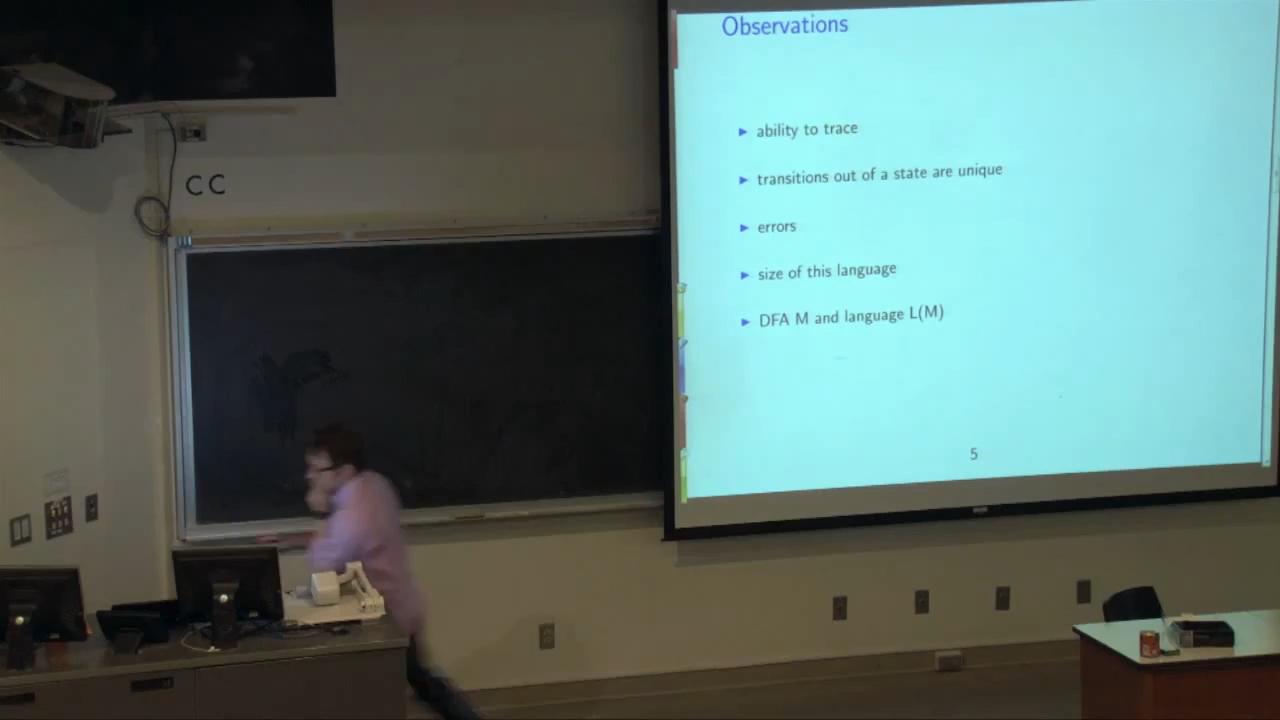 Observations
CC
▶ ability to trace
▶ transitions out of a state are unique
▶ errors
▶ size of this language
▶ DFA M and language L(M)
5